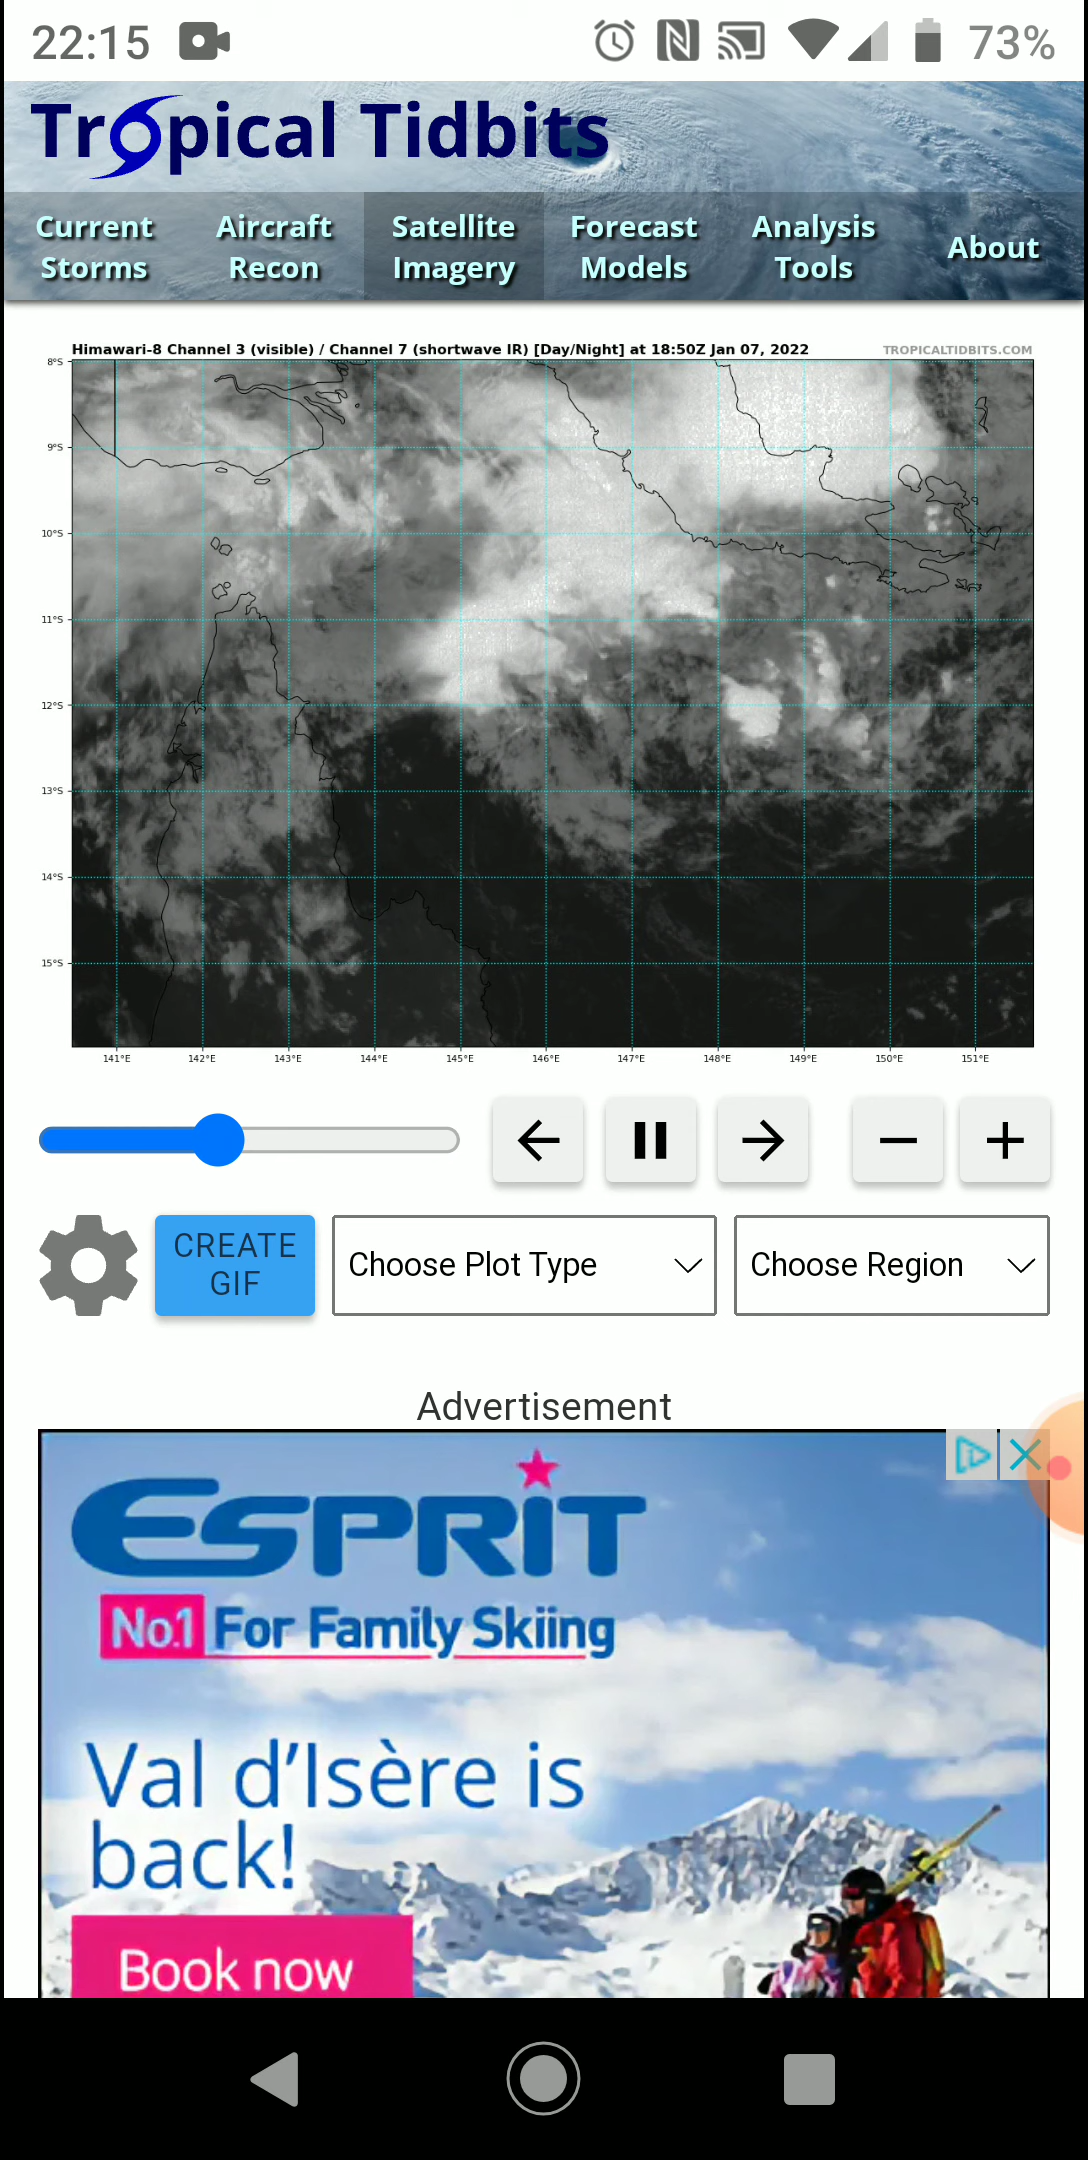 22:15 73%
Tropical Tidbits
Current Storms
Aircraft Recon
Satellite Imagery
Forecast Models
Analysis Tools
About
Himawari-8 Channel 3 (visible) / Channel 7 (shortwave IR) [Day/Night] at 18:50Z Jan 07, 2022 TROPICALTIDBITS.COM
8°S
9°S
10°S
11°S
12°S
13°S
14°S
15°S
141°E 142°E 143°E 144°E 145°E 146°E 147°E 148°E 149°E 150°E 151°E
CREATE GIF
Choose Plot Type
Choose Region
Advertisement
ESPRIT
No.1 For Family Skiing
Val d'Isère is
back!
Book now